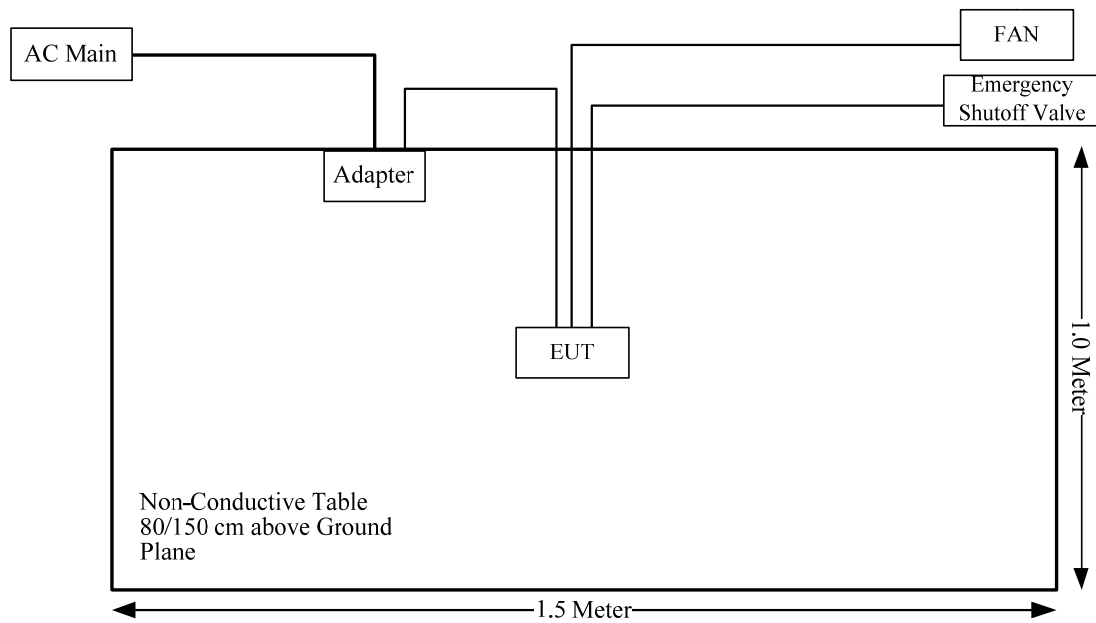 AC Main
FAN
Emergency
Shutoff Valve
Adapter
EUT
1.0 Meter
Non-Conductive Table
80/150 cm above Ground
Plane
1.5 Meter